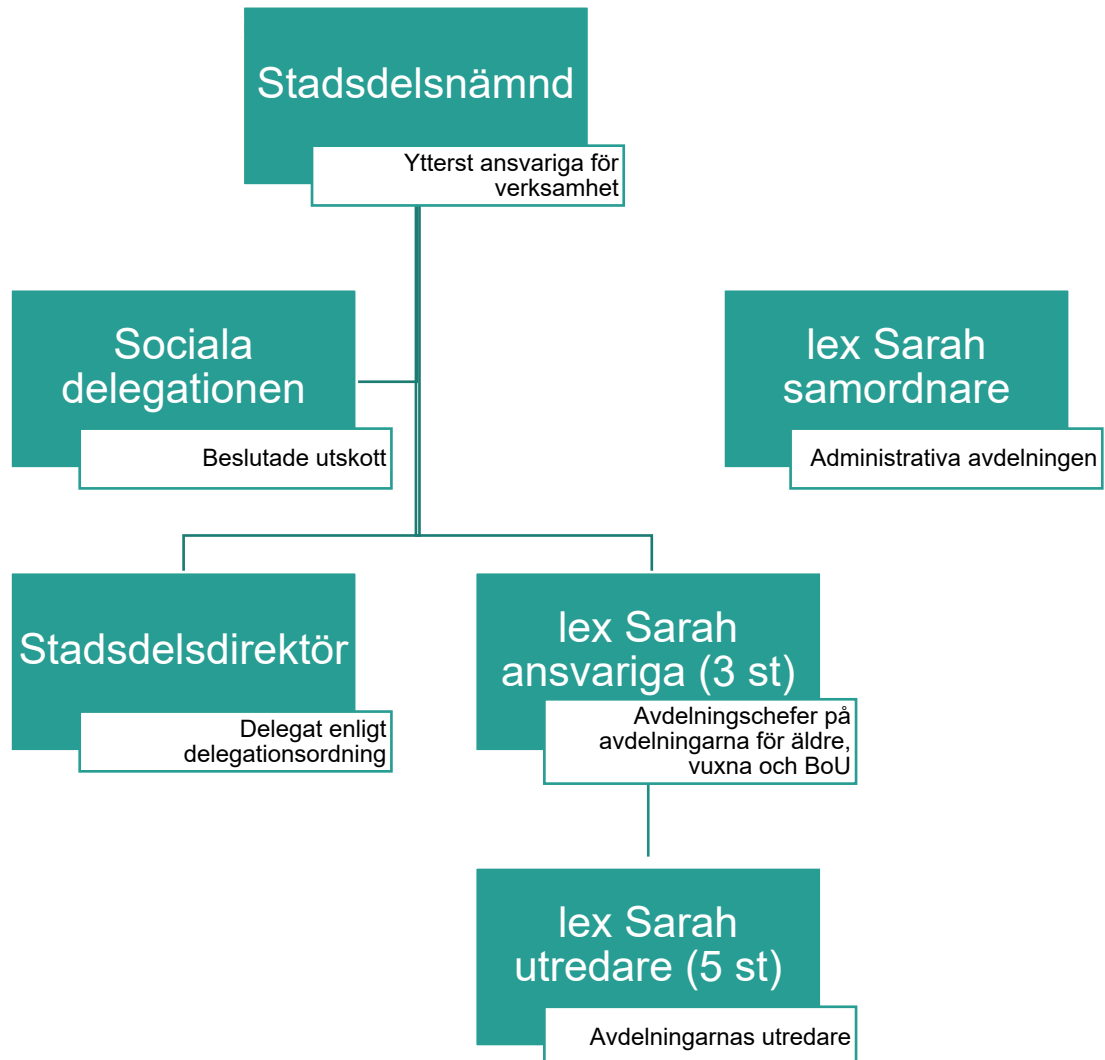 Stadsdelsnämnd
Ytterst ansvariga för
verksamhet
Sociala
delegationen
Beslutade utskott
lex Sarah
samordnare
Administrativa avdelningen
Stadsdelsdirektör
Delegat enligt
delegationsordning
lex Sarah
ansvariga (3 st)
Avdelningschefer på
avdelningarna för äldre,
vuxna och BoU
lex Sarah
utredare (5 st)
Avdelningarnas utredare